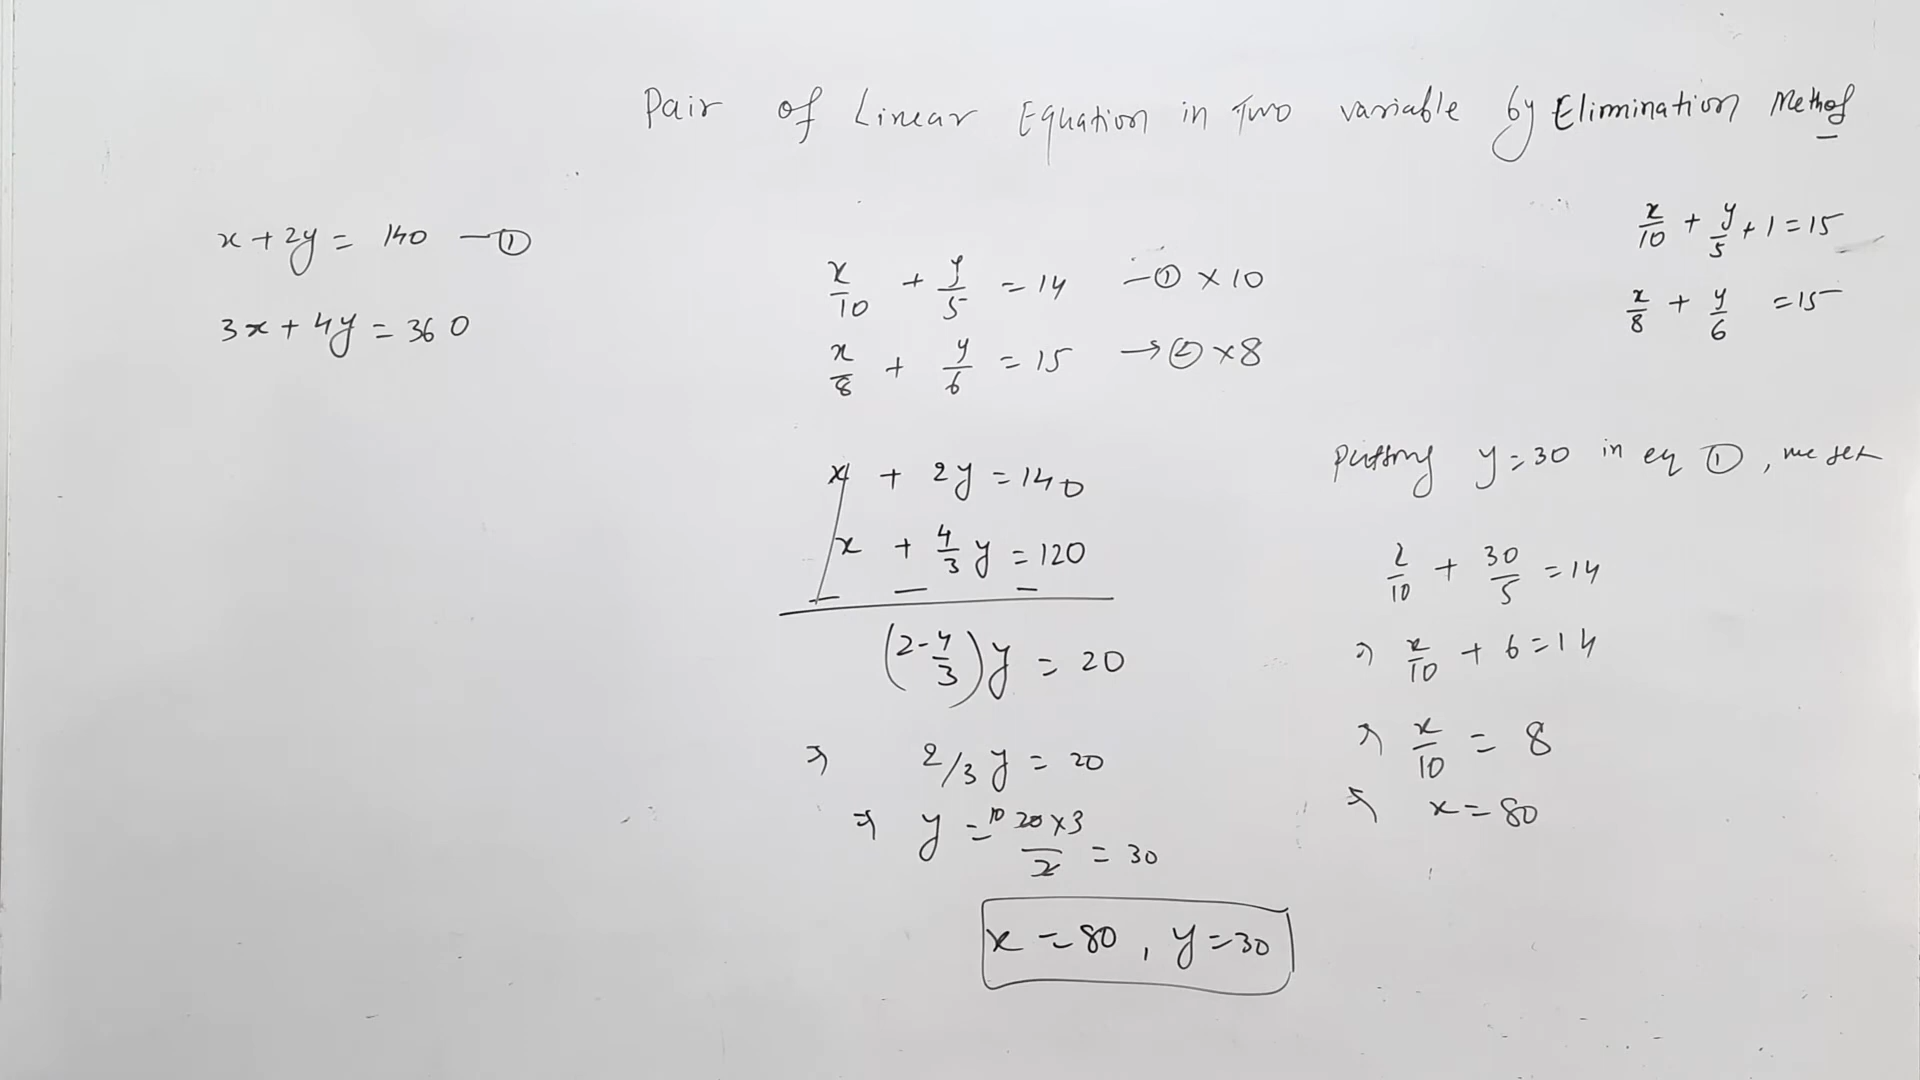 Pair of Linear Equation in Two variable by Elimination Method
x + 2y = 140 — ①
3x + 4y = 360
x/10 + y/5 = 14 — ① × 10
x/8 + y/6 = 15 → ② × 8
x/10 + y/5 + 1 = 15
x/8 + y/6 = 15
x + 2y = 140
x + 4/3 y = 120
— — —
(2 - 4/3) y = 20
⇒ 2/3 y = 20
⇒ y = 10 20 × 3 / 2 = 30
putting y = 30 in eq ①, we get
x/10 + 30/5 = 14
⇒ x/10 + 6 = 14
⇒ x/10 = 8
⇒ x = 80
x = 80 , y = 30